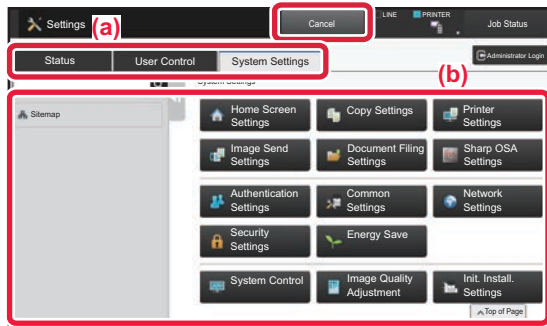 Settings
(a)
Cancel
LINE
PRINTER
Job Status
Status
User Control
System Settings
Administrator Login
(b)
System Settings
Sitemap
Home Screen
Settings
Copy Settings
Printer
Settings
Image Send
Settings
Document Filing
Settings
Sharp OSA
Settings
Authentication
Settings
Common
Settings
Network
Settings
Security
Settings
Energy Save
System Control
Image Quality
Adjustment
Init. Install.
Settings
Top of Page